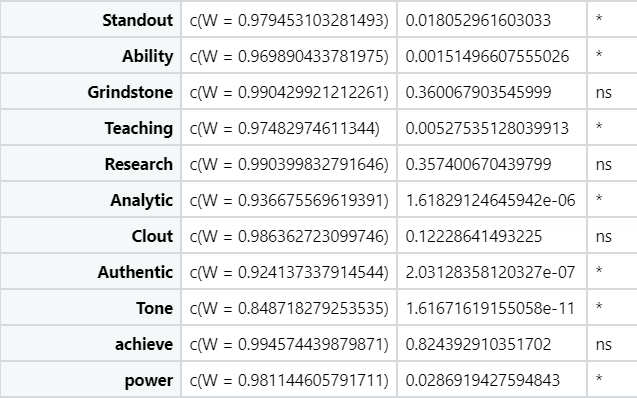 Standout c(W = 0.979453103281493) 0.018052961603033 *
Ability c(W = 0.969890433781975) 0.00151496607555026 *
Grindstone c(W = 0.990429921212261) 0.360067903545999 ns
Teaching c(W = 0.97482974611344) 0.00527535128039913 *
Research c(W = 0.990399832791646) 0.357400670439799 ns
Analytic c(W = 0.936675569619391) 1.61829124645942e-06 *
Clout c(W = 0.986362723099746) 0.12228641493225 ns
Authentic c(W = 0.924137337914544) 2.03128358120327e-07 *
Tone c(W = 0.848718279253535) 1.61671619155058e-11 *
achieve c(W = 0.994574439879871) 0.824392910351702 ns
power c(W = 0.981144605791711) 0.0286919427594843 *